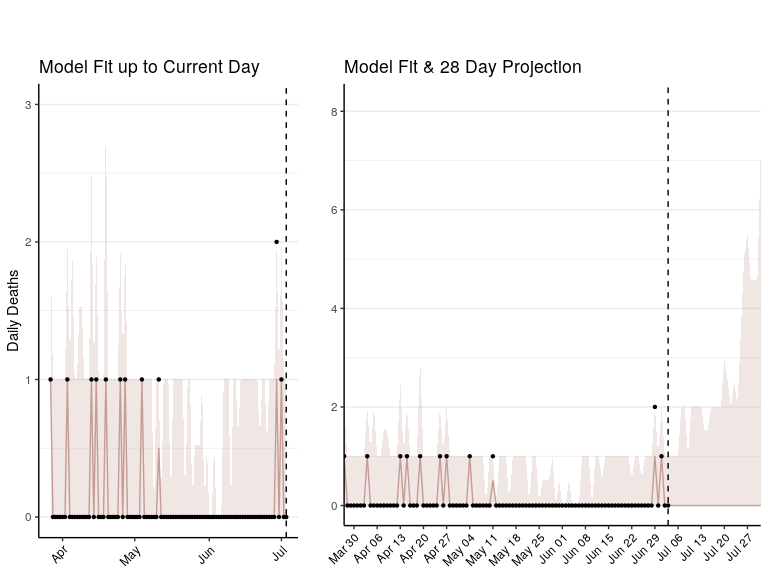 Model Fit up to Current Day
Daily Deaths
3
2
1
0
Apr
May
Jun
Jul
Model Fit & 28 Day Projection
8
6
4
2
0
Mar 30
Apr 06
Apr 13
Apr 20
Apr 27
May 04
May 11
May 18
May 25
Jun 01
Jun 08
Jun 15
Jun 22
Jun 29
Jul 06
Jul 13
Jul 20
Jul 27